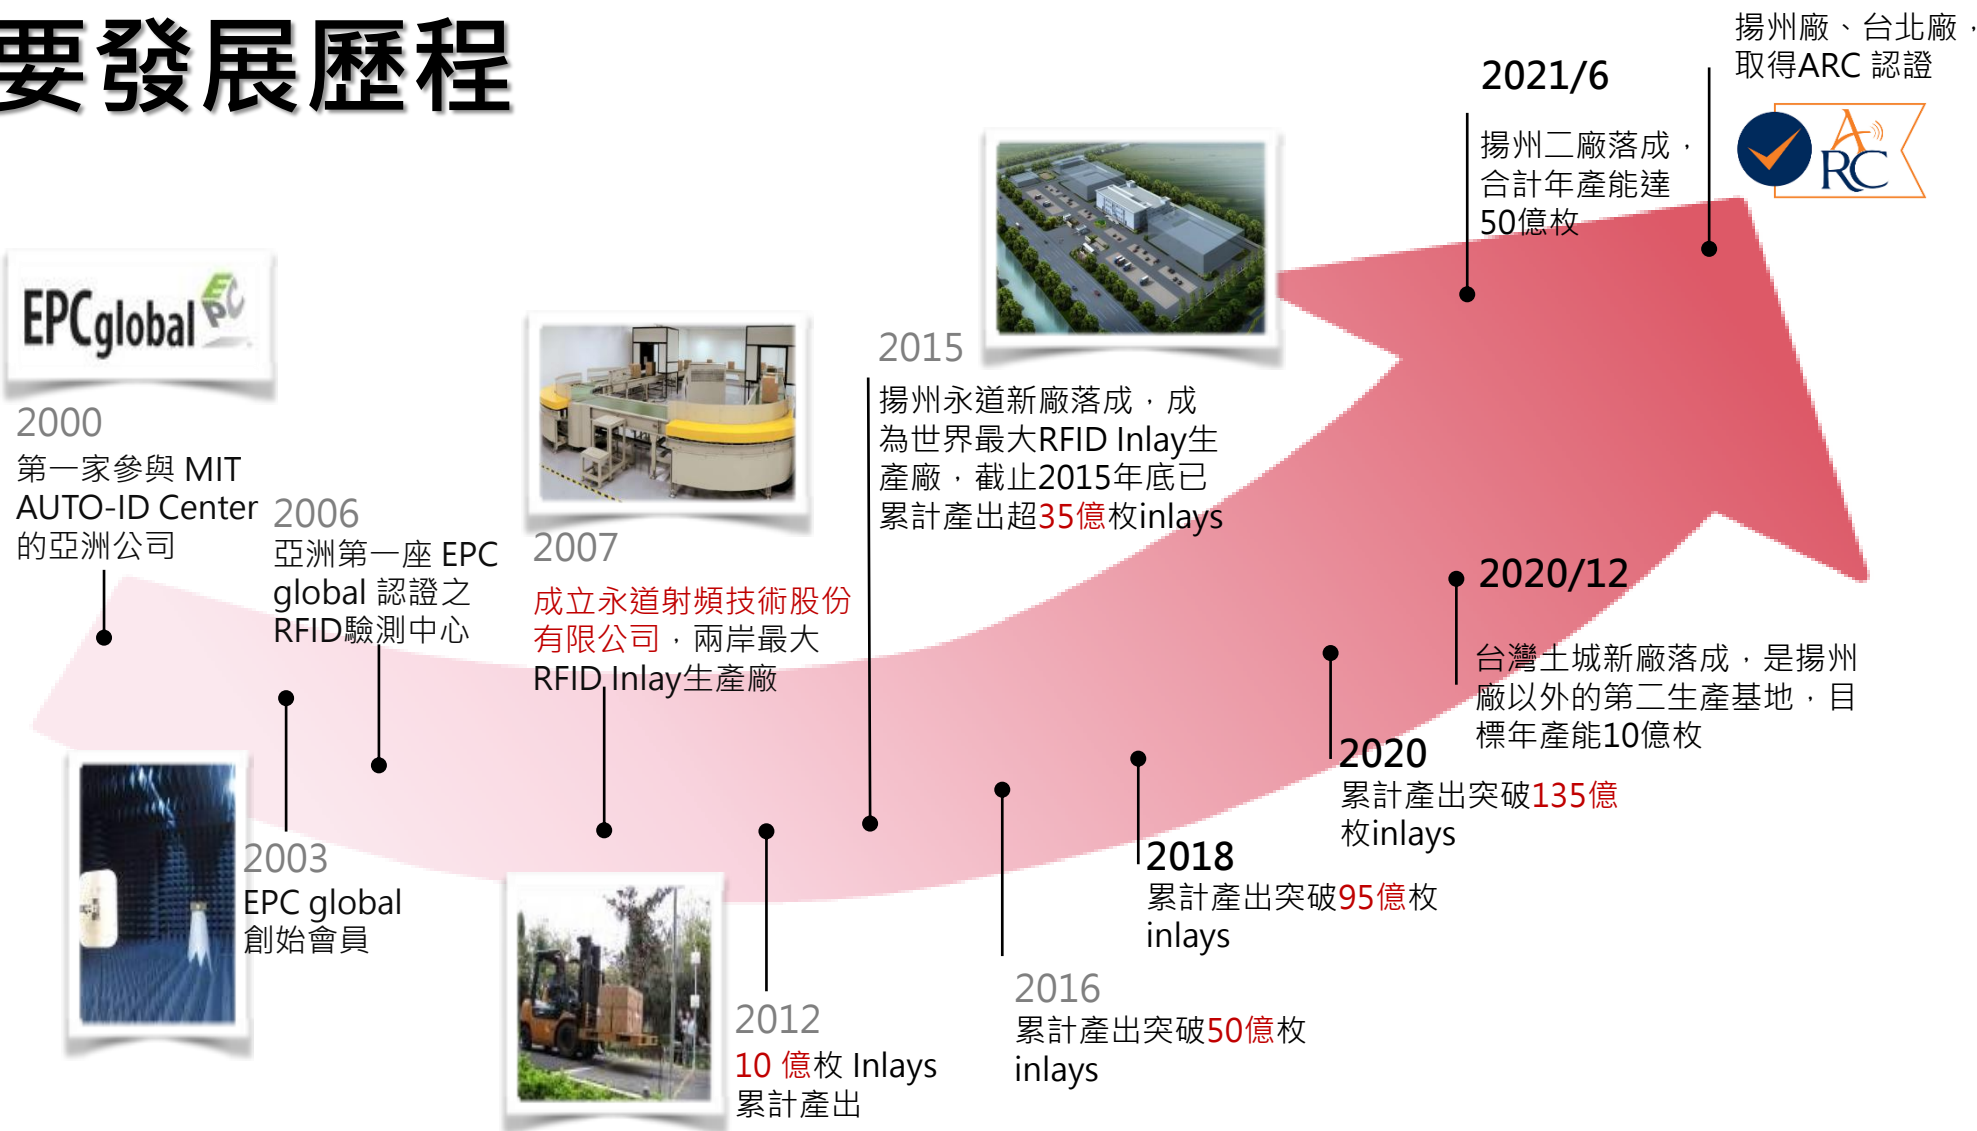 要發展歷程
EPCglobal
EPC
2000
第一家參與 MIT
AUTO-ID Center
的亞洲公司
2003
EPC global
創始會員
2006
亞洲第一座 EPC
global 認證之
RFID驗測中心
2007
成立永道射頻技術股份
有限公司，兩岸最大
RFID Inlay生產廠
2012
10 億枚 Inlays
累計產出
2015
揚州永道新廠落成，成
為世界最大RFID Inlay生
產廠，截止2015年底已
累計產出超35億枚inlays
2016
累計產出突破50億枚
inlays
2018
累計產出突破95億枚
inlays
2020
累計產出突破135億
枚inlays
2020/12
台灣土城新廠落成，是揚州
廠以外的第二生產基地，目
標年產能10億枚
2021/6
揚州二廠落成，
合計年產能達
50億枚
揚州廠、台北廠，
取得ARC 認證
ARC